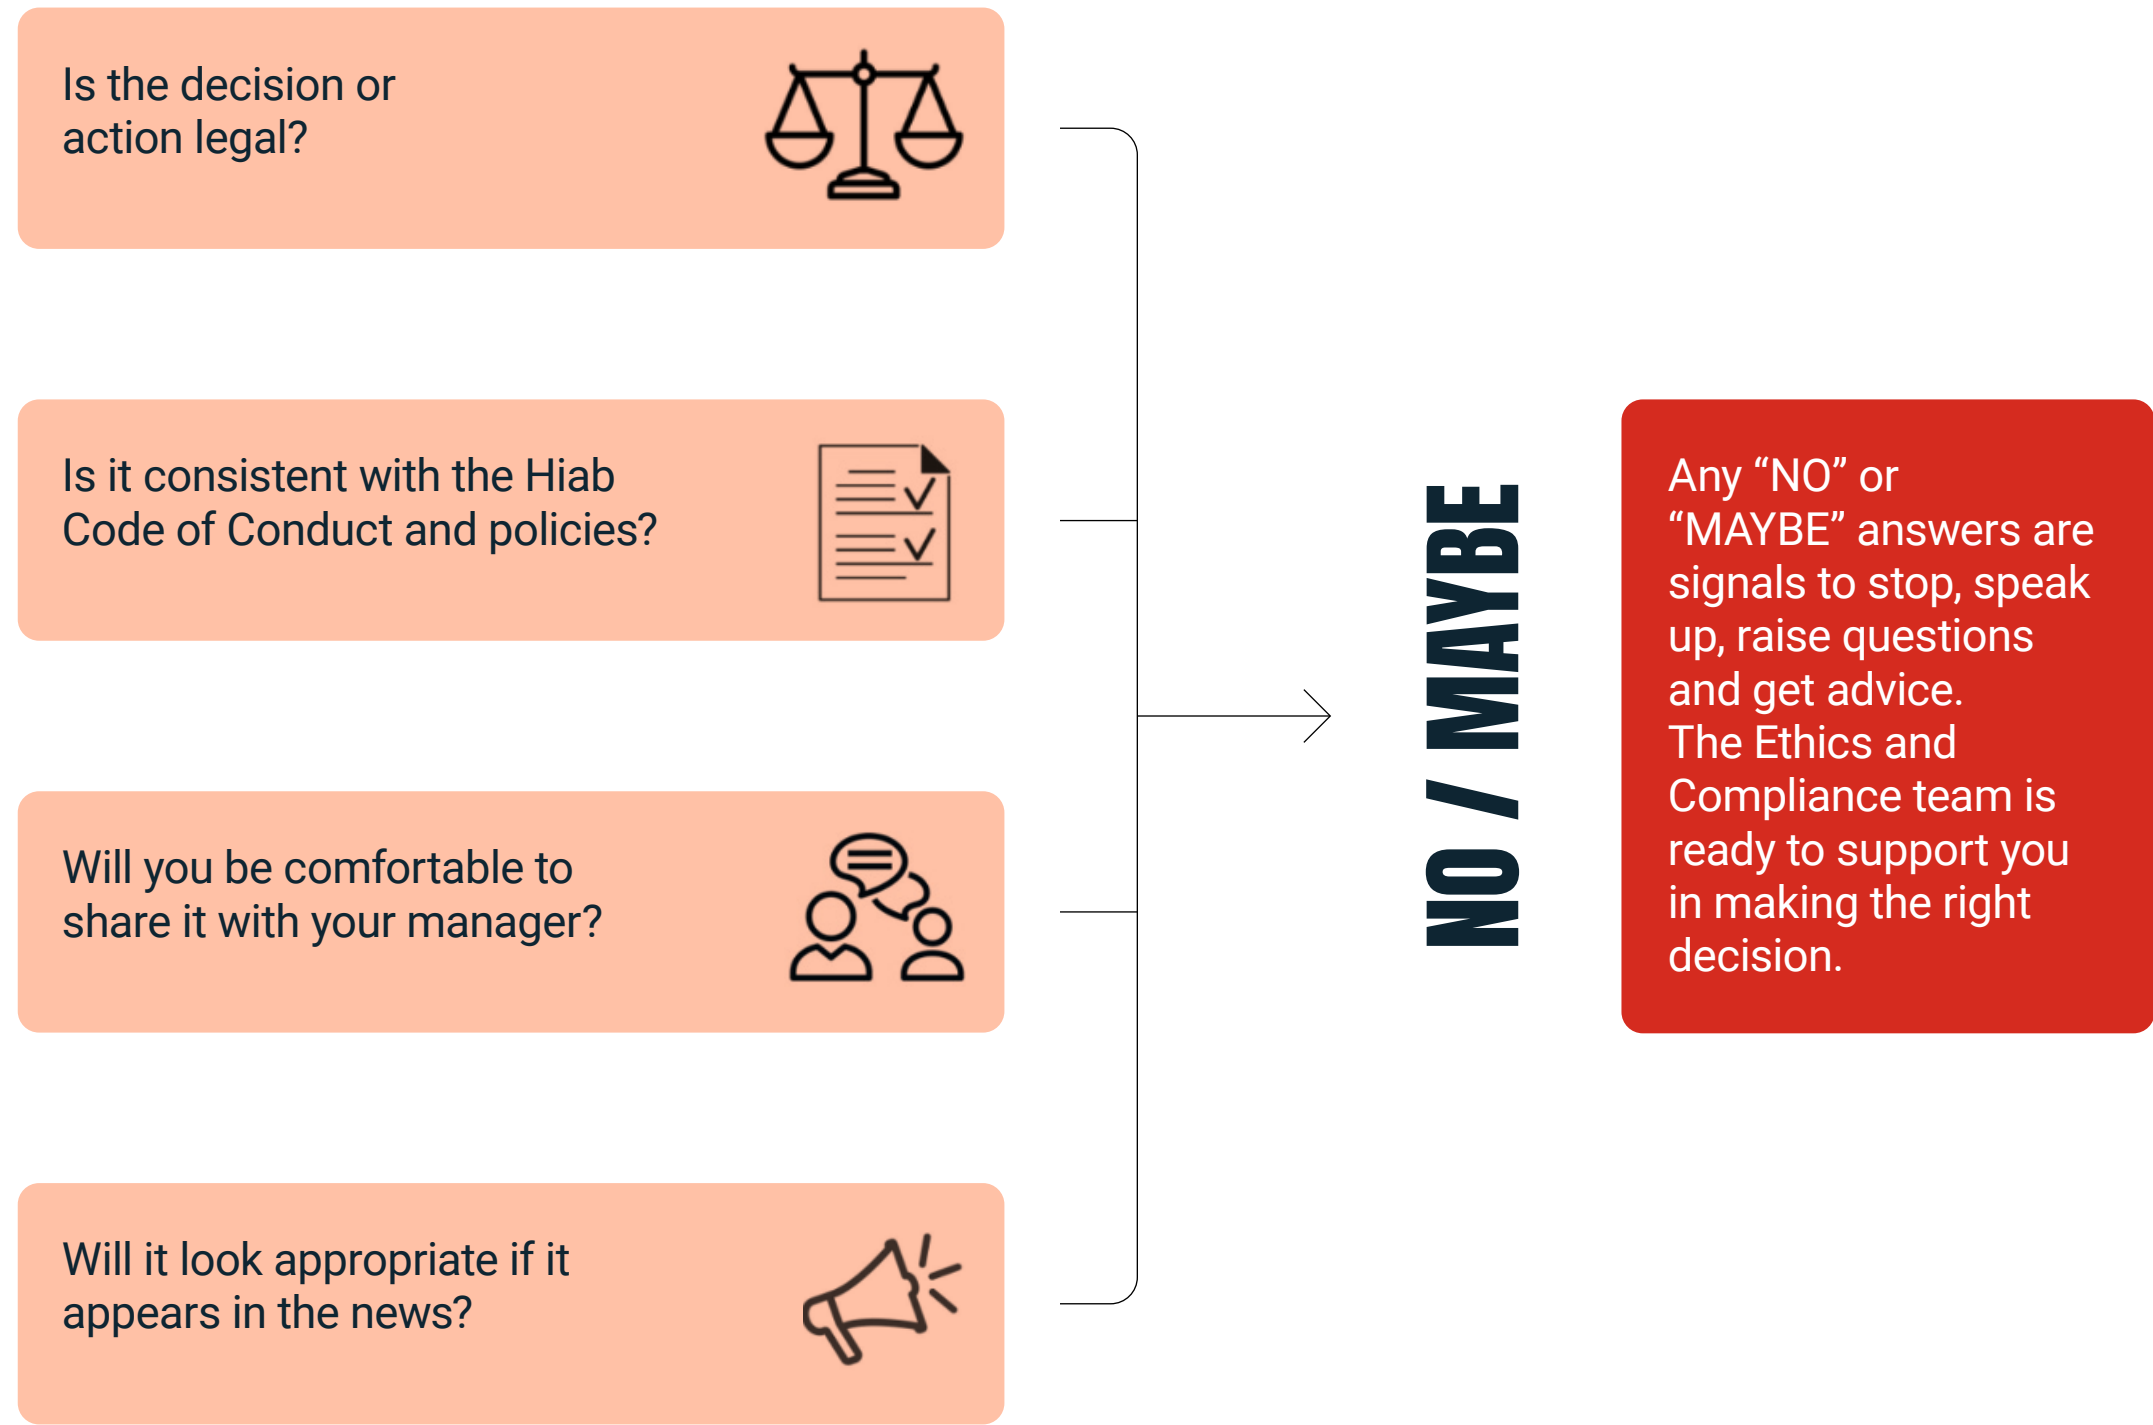 Is the decision or
action legal?
Is it consistent with the Hiab
Code of Conduct and policies?
Will you be comfortable to
share it with your manager?
Will it look appropriate if it
appears in the news?
NO / MAYBE
Any “NO” or
“MAYBE” answers are
signals to stop, speak
up, raise questions
and get advice.
The Ethics and
Compliance team is
ready to support you
in making the right
decision.